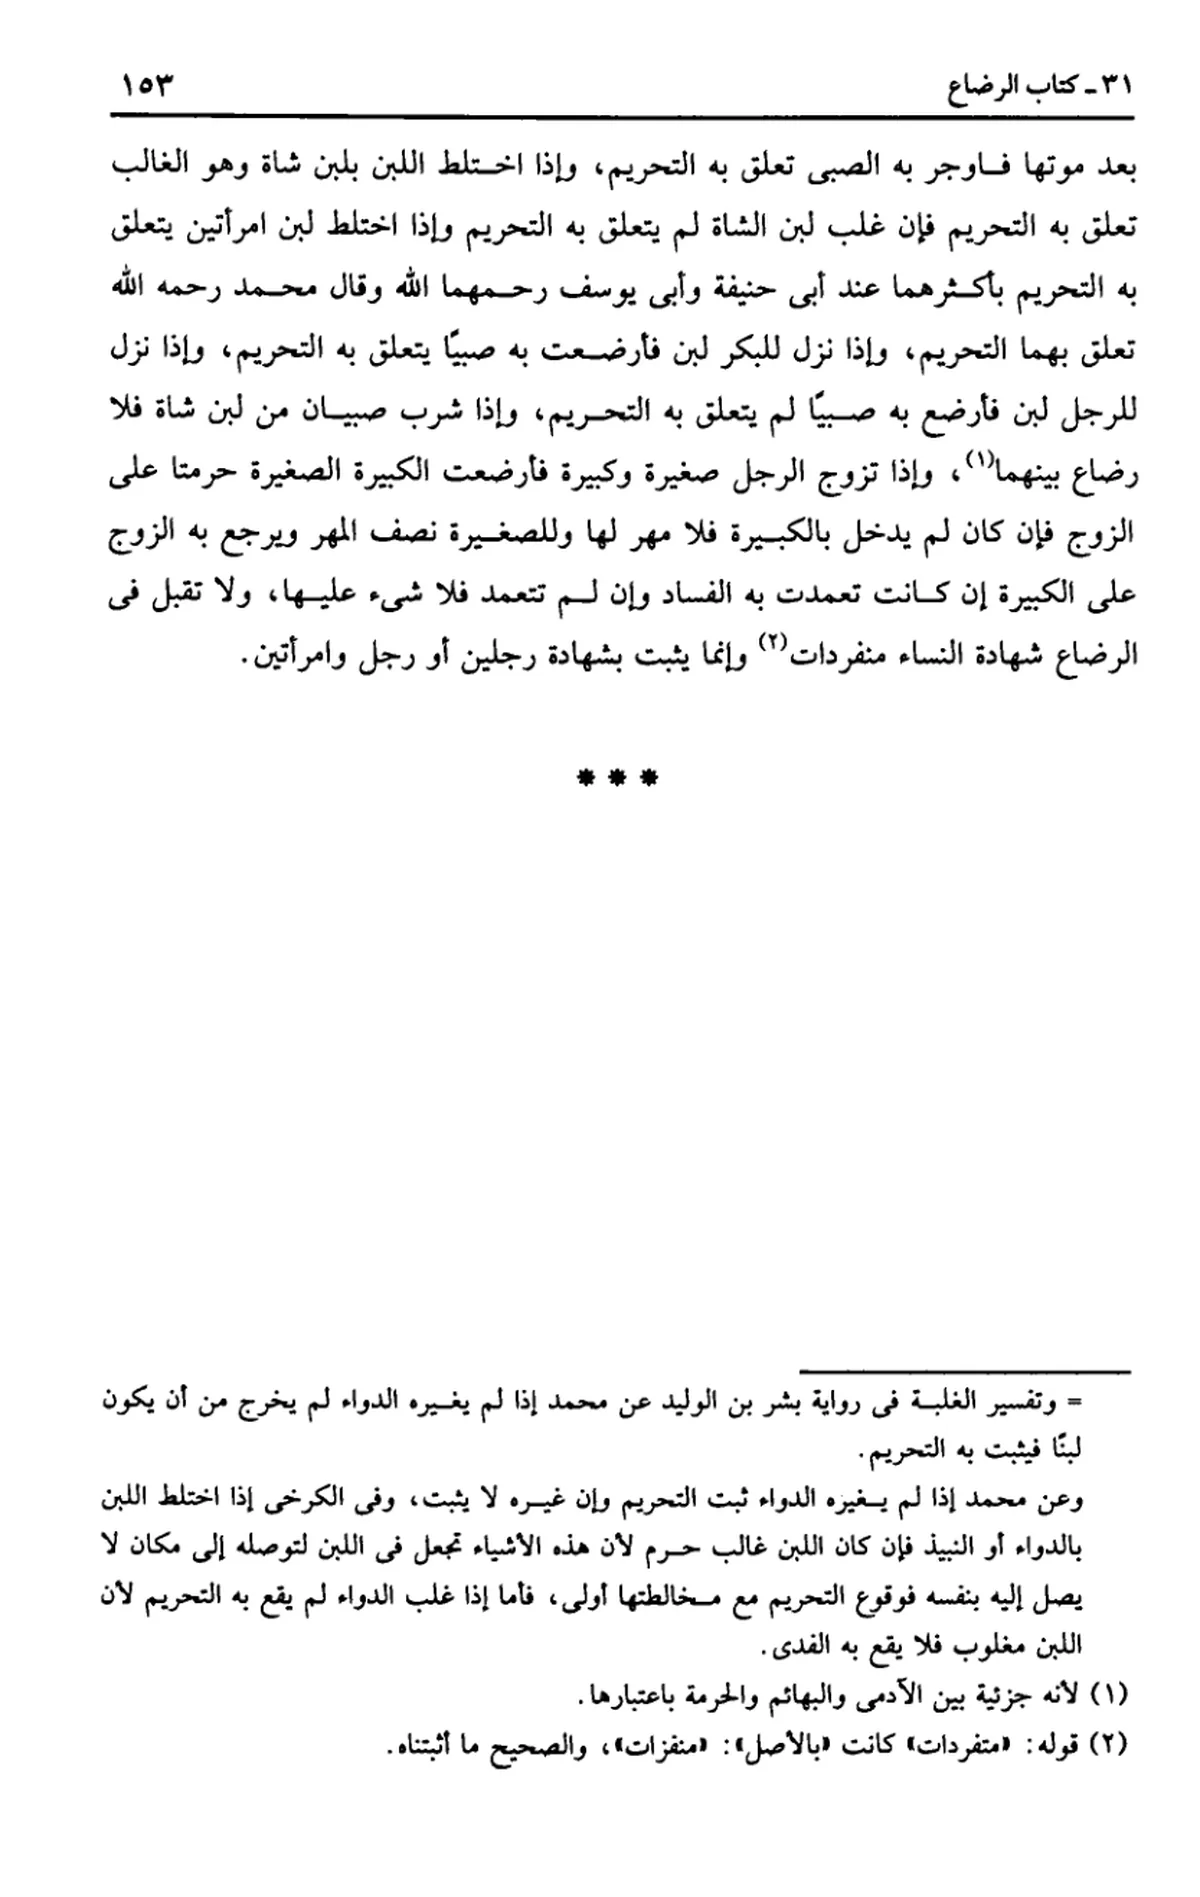 ٣١ ـ كتاب الرضاع ١٥٣
بعد موتها فـاوجر به الصبى تعلق به التحريم، وإذا اختلط اللبن بلبن شاة وهو الغالب
تعلق به التحريم فإن غلب لبن الشاة لم يتعلق به التحريم وإذا اختلط لبن امرأتين يتعلق
به التحريم بأكثرهما عند أبى حنيفة وأبى يوسف رحمهما الله وقال محمد رحمه الله
تعلق بهما التحريم، وإذا نزل للبكر لبن فأرضعت به صبيًا يتعلق به التحريم، وإذا نزل
للرجل لبن فأرضع به صبيًا لم يتعلق به التحريم، وإذا شرب صبيان من لبن شاة فلا
رضاع بينهما(١)، وإذا تزوج الرجل صغيرة وكبيرة فأرضعت الكبيرة الصغيرة حرمتا على
الزوج فإن كان لم يدخل بالكبيرة فلا مهر لها وللصغيرة نصف المهر ويرجع به الزوج
على الكبيرة إن كانت تعمدت به الفساد وإن لم تتعمد فلا شىء عليها، ولا تقبل فى
الرضاع شهادة النساء منفردات(٢) وإنما يثبت بشهادة رجلين أو رجل وامرأتين.
* * *
= وتفسير الغلبة فى رواية بشر بن الوليد عن محمد إذا لم يغيره الدواء لم يخرج من أن يكون
لبنًا فيثبت به التحريم.
وعن محمد إذا لم يغيره الدواء ثبت التحريم وإن غيره لا يثبت، وفى الكرخى إذا اختلط اللبن
بالدواء أو النبيذ فإن كان اللبن غالب حرم لأن هذه الأشياء تجعل فى اللبن لتوصله إلى مكان لا
يصل إليه بنفسه فوقوع التحريم مع مخالطتها أولى، فأما إذا غلب الدواء لم يقع به التحريم لأن
اللبن مغلوب فلا يقع به الفدى.
(١) لأنه جزئية بين الآدمى والبهائم والحرمة باعتبارها.
(٢) قوله: «متفردات» كانت «بالأصل»: «منفزات»، والصحيح ما أثبتناه.